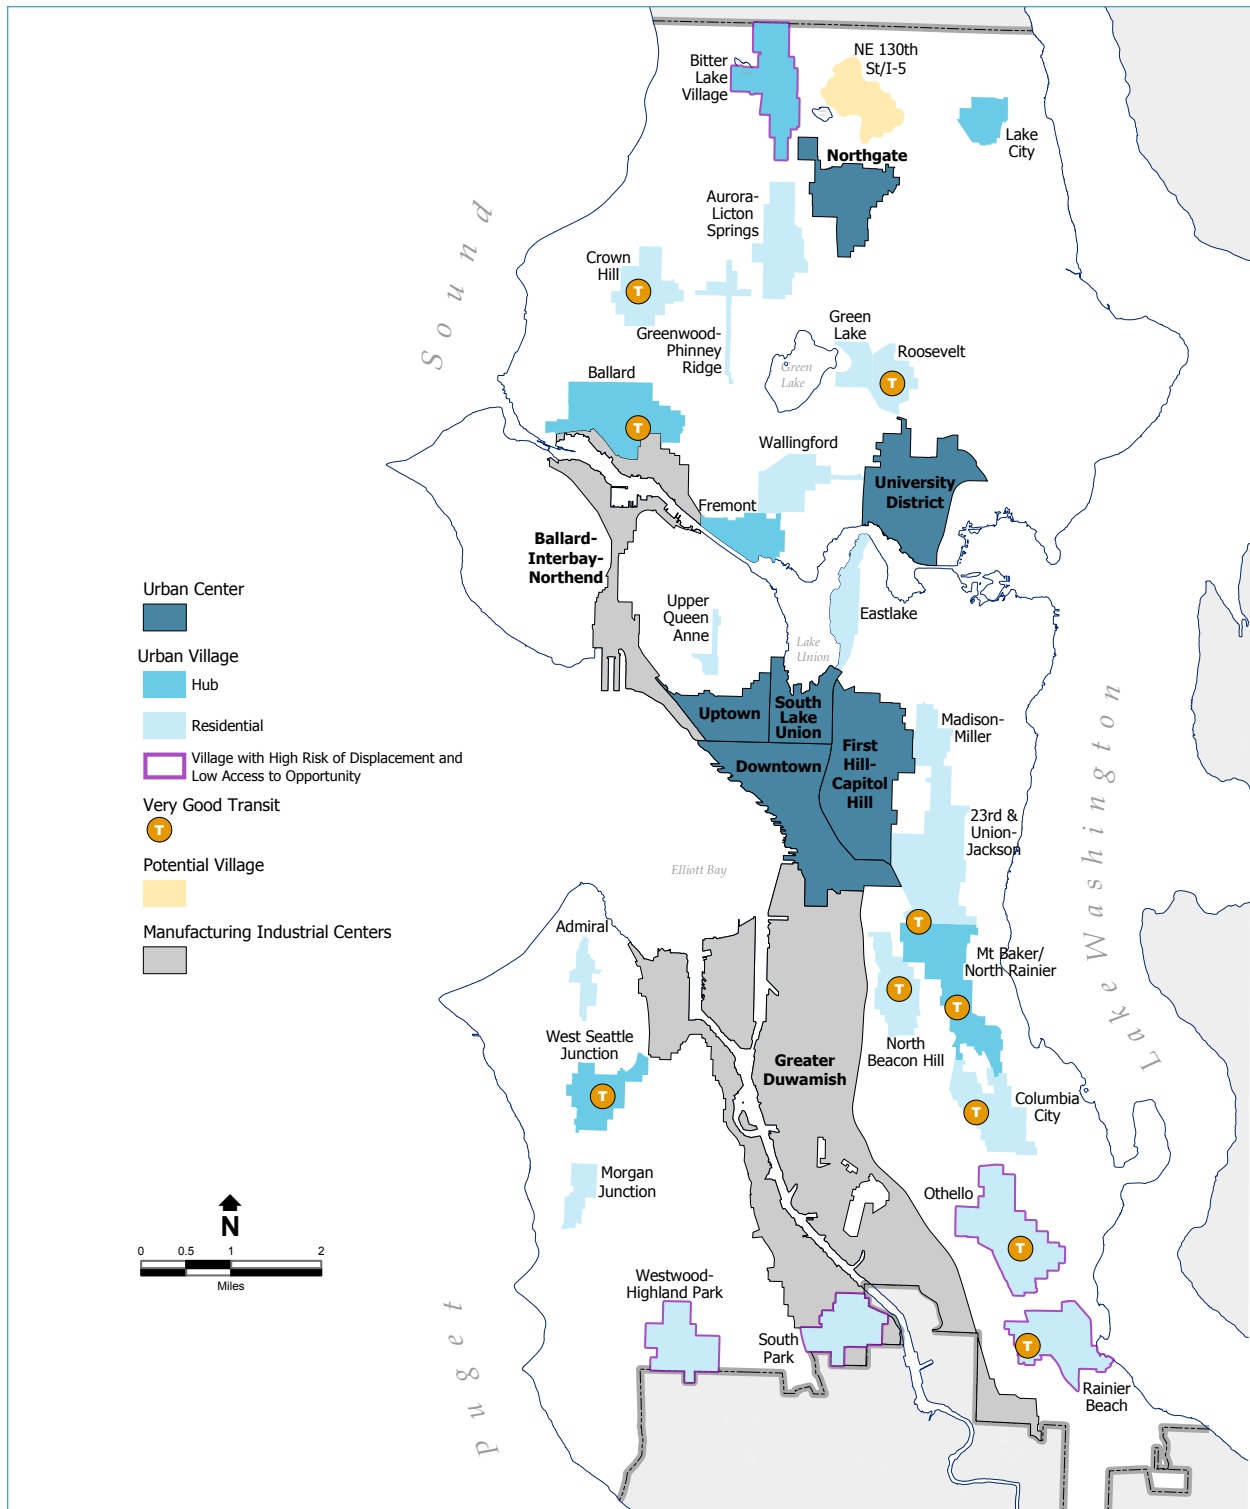 Bitter
Lake
Village
NE 130th
St/I-5
Lake
City
Northgate
Aurora-
Licton
Springs
Sound
Crown
Hill
T
Greenwood-
Phinney
Ridge
Green
Lake
Roosevelt
Green
Lake
T
Ballard
T
Wallingford
University
District
Fremont
Ballard-
Interbay-
Northend
Upper
Queen
Anne
Eastlake
Lake
Union
Urban Center
Urban Village
Hub
Residential
Village with High Risk of Displacement and
Low Access to Opportunity
Very Good Transit
T
Potential Village
Manufacturing Industrial Centers
Uptown
South
Lake
Union
Downtown
First
Hill-
Capitol
Hill
Madison-
Miller
23rd &
Union-
Jackson
Lake Washington
Elliott Bay
Admiral
T
Mt Baker/
North Rainier
T
T
North
Beacon Hill
West Seattle
Junction
T
Greater
Duwamish
Columbia
City
T
Morgan
Junction
Othello
T
N
0 0.5 1 2
Miles
Westwood-
Highland Park
South
Park
T
Rainier
Beach
Puget